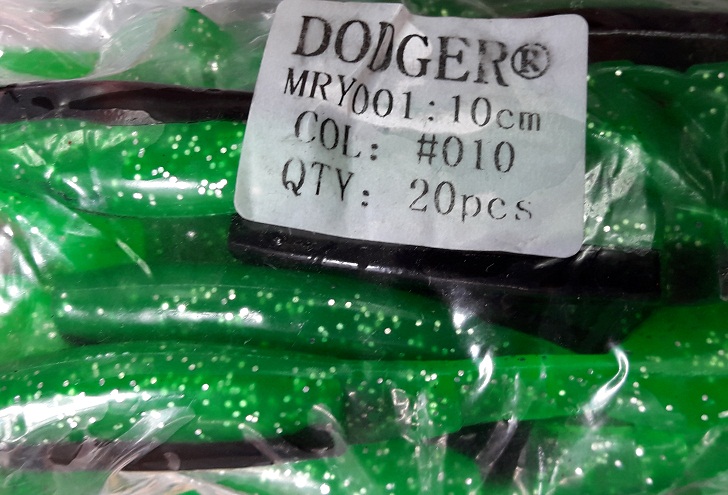 DODGER®
MRY001:10cm
COL: #010
QTY: 20pcs